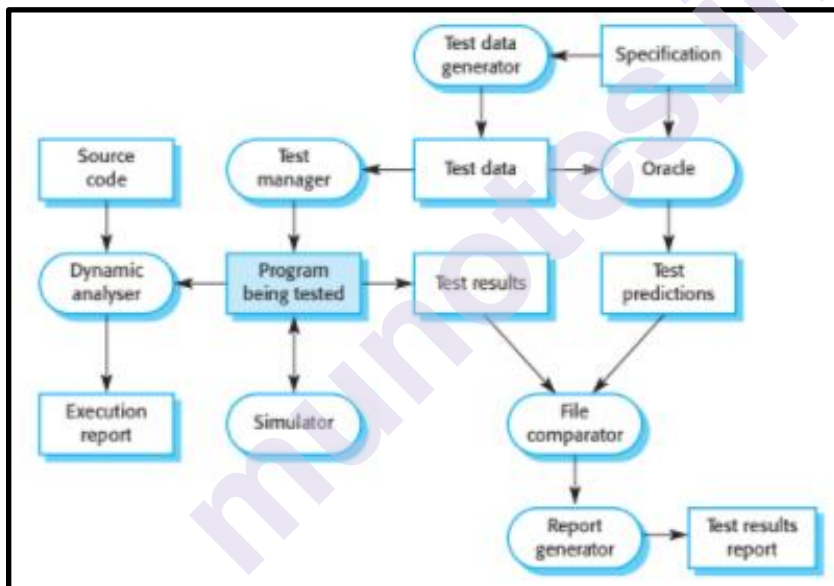 Test data
generator
Specification
Source
code
Test
manager
Test data
Oracle
Dynamic
analyser
Program
being tested
Test results
Test
predictions
Execution
report
Simulator
File
comparator
Report
generator
Test results
report
munotes.in